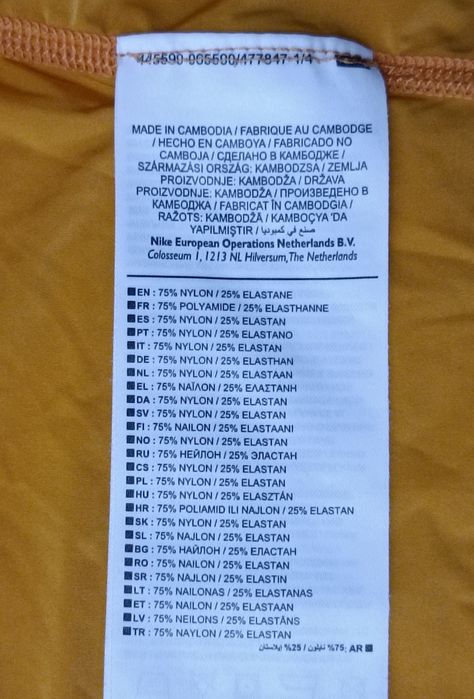 445590 005500/477847 1/4
MADE IN CAMBODIA / FABRIQUE AU CAMBODGE
/ HECHO EN CAMBOYA / FABRICADO NO
CAMBOJA / СДЕЛАНО В КАМБОДЖЕ /
SZÁRMAZÁSI ORSZÁG: KAMBODZSA / ZEMLJA
PROIZVODNJE: KAMBODŽA / DRŽAVA
PROIZVODNJE: KAMBODŽA / ПРОИЗВЕДЕНО В
КАМБОДЖА / FABRICAT ÎN CAMBODGIA /
RAŽOTS: KAMBODŽĀ / KAMBOÇYA 'DA
YAPILMIŞTIR / صنع في كمبوديا
Nike European Operations Netherlands B.V.
Colosseum 1, 1213 NL Hilversum, The Netherlands
EN : 75% NYLON / 25% ELASTANE
FR : 75% POLYAMIDE / 25% ELASTHANNE
ES : 75% NYLON / 25% ELASTAN
PT : 75% NYLON / 25% ELASTANO
IT : 75% NYLON / 25% ELASTAN
DE : 75% NYLON / 25% ELASTHAN
NL : 75% NYLON / 25% ELASTAAN
EL : 75% ΝΑΪΛΟΝ / 25% ΕΛΑΣΤΑΝΗ
DA : 75% NYLON / 25% ELASTAN
SV : 75% NYLON / 25% ELASTAN
FI : 75% NAILON / 25% ELASTAANI
NO : 75% NYLON / 25% ELASTAN
RU : 75% НЕЙЛОН / 25% ЭЛАСТАН
CS : 75% NYLON / 25% ELASTAN
PL : 75% NYLON / 25% ELASTAN
HU : 75% NYLON / 25% ELASZTÁN
HR : 75% POLIAMID ILI NAJLON / 25% ELASTAN
SK : 75% NYLON / 25% ELASTAN
SL : 75% NAJLON / 25% ELASTAN
BG : 75% НАЙЛОН / 25% ЕЛАСТАН
RO : 75% NAILON / 25% ELASTAN
SR : 75% NAJLON / 25% ELASTIN
LT : 75% NAILONAS / 25% ELASTANAS
ET : 75% NAILON / 25% ELASTAAN
LV : 75% NEILONS / 25% ELASTĀNS
TR : 75% NAYLON / 25% ELASTAN
AR :75% نايلون / 25% إيلاستان